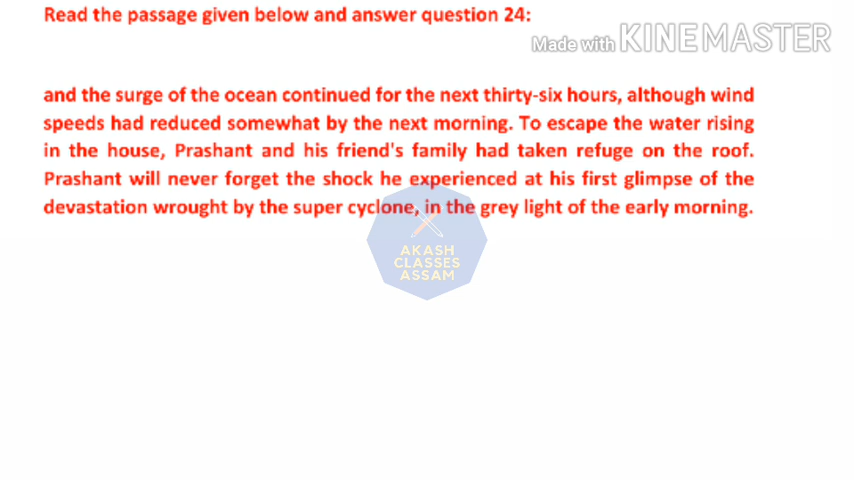 Read the passage given below and answer question 24:
Made with KINEMASTER
and the surge of the ocean continued for the next thirty-six hours, although wind
speeds had reduced somewhat by the next morning. To escape the water rising
in the house, Prashant and his friend's family had taken refuge on the roof.
Prashant will never forget the shock he experienced at his first glimpse of the
devastation wrought by the super cyclone, in the grey light of the early morning.
AKASH
CLASSES
ASSAM